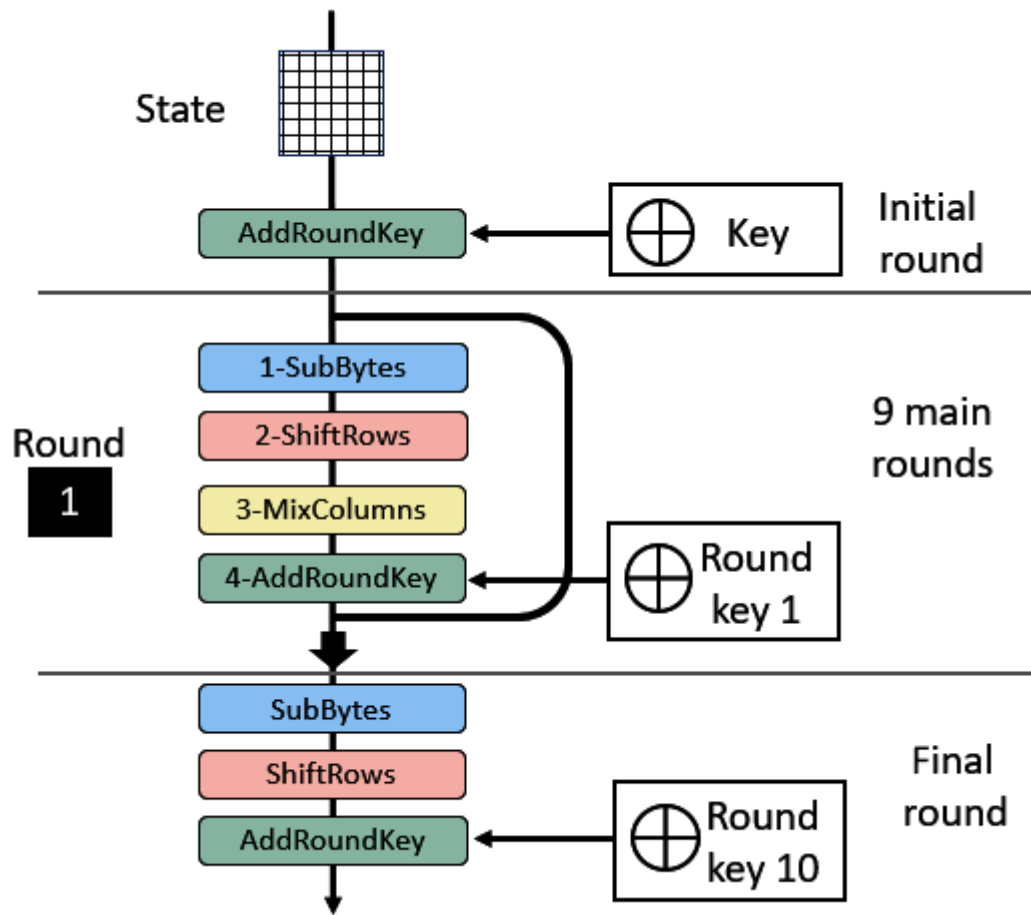 State
AddRoundKey
Key
Initial
round
1-SubBytes
2-ShiftRows
3-MixColumns
4-AddRoundKey
Round
1
9 main
rounds
Round
key 1
SubBytes
ShiftRows
AddRoundKey
Round
key 10
Final
round